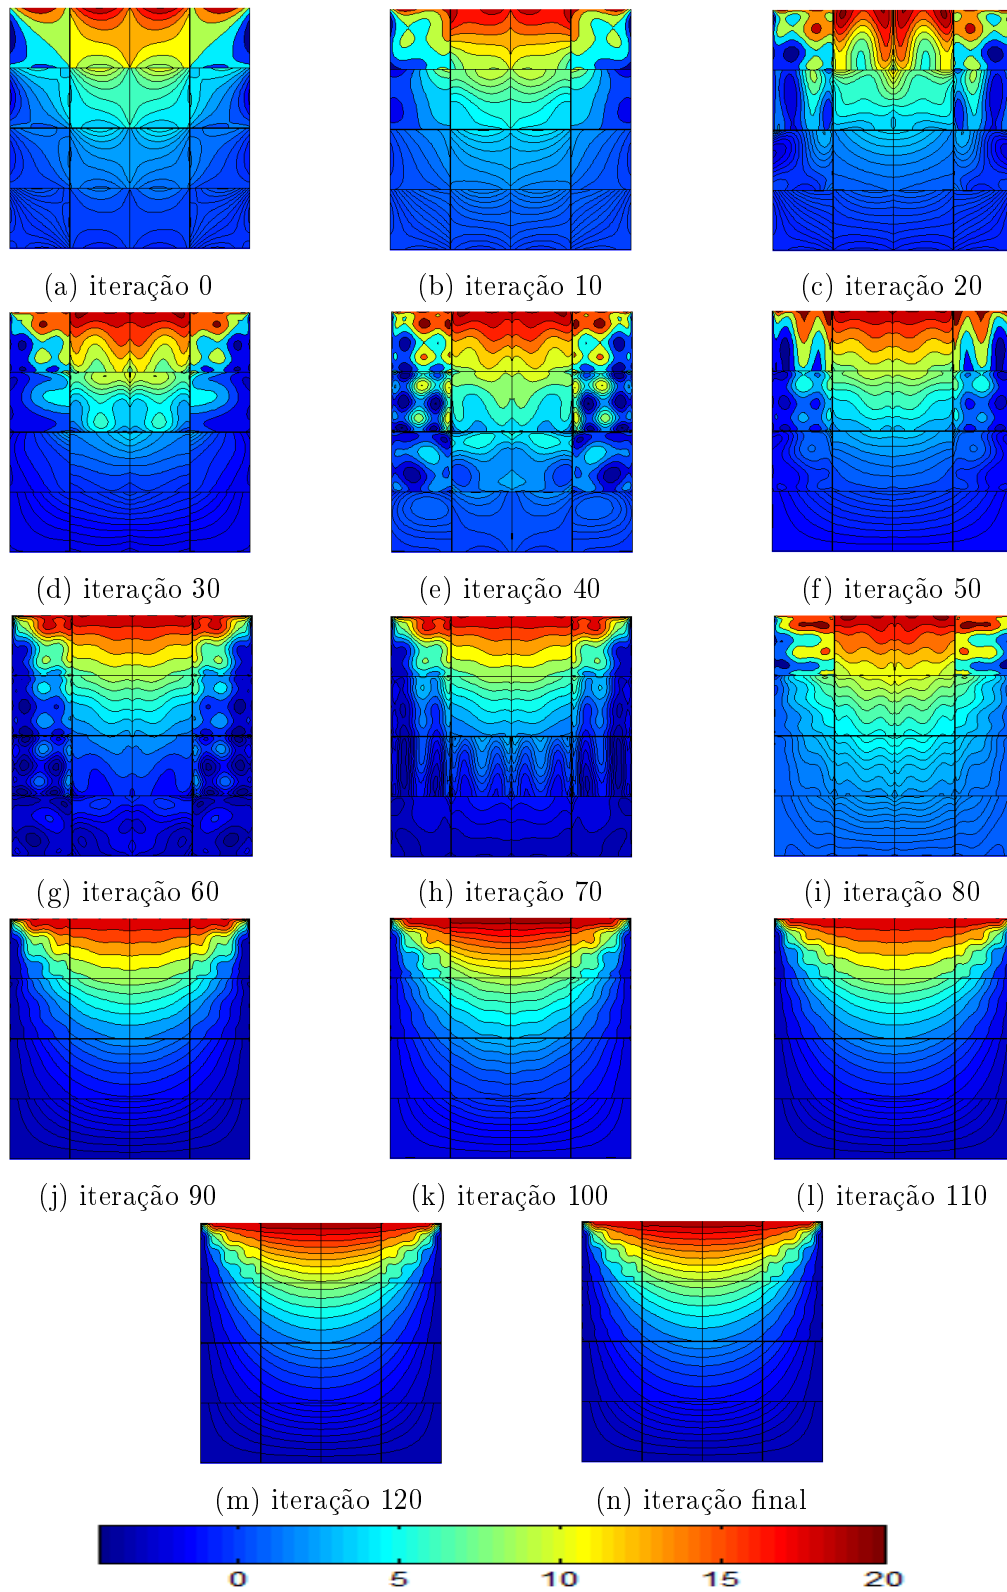 (a) iteração 0
(b) iteração 10
(c) iteração 20
(d) iteração 30
(e) iteração 40
(f) iteração 50
(g) iteração 60
(h) iteração 70
(i) iteração 80
(j) iteração 90
(k) iteração 100
(l) iteração 110
(m) iteração 120
(n) iteração final
0 5 10 15 20